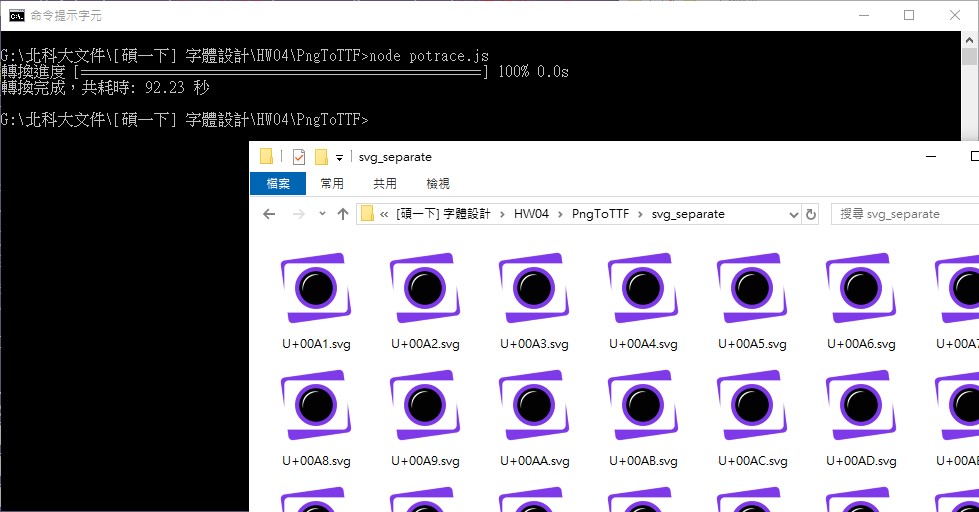 命令提示字元
G:\北科大文件\[碩一下] 字體設計\HW04\PngToTTF>node potrace.js
轉換進度 [========================================] 100% 0.0s
轉換完成，共耗時: 92.23 秒
G:\北科大文件\[碩一下] 字體設計\HW04\PngToTTF>
svg_separate
檔案 常用 共用 檢視
« [碩一下] 字體設計 > HW04 > PngToTTF > svg_separate 搜尋 svg_separate
U+00A1.svg U+00A2.svg U+00A3.svg U+00A4.svg U+00A5.svg U+00A6.svg U+00A7
U+00A8.svg U+00A9.svg U+00AA.svg U+00AB.svg U+00AC.svg U+00AD.svg